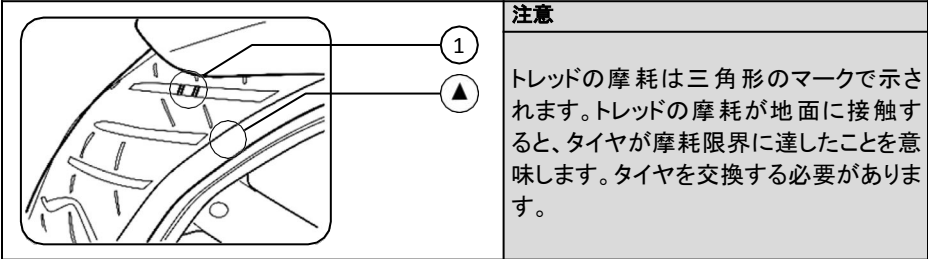 1
▲
注意
トレッドの摩耗は三角形のマークで示さ
れます。トレッドの摩耗が地面に接触す
ると、タイヤが摩耗限界に達したことを意
味します。タイヤを交換する必要がありま
す。